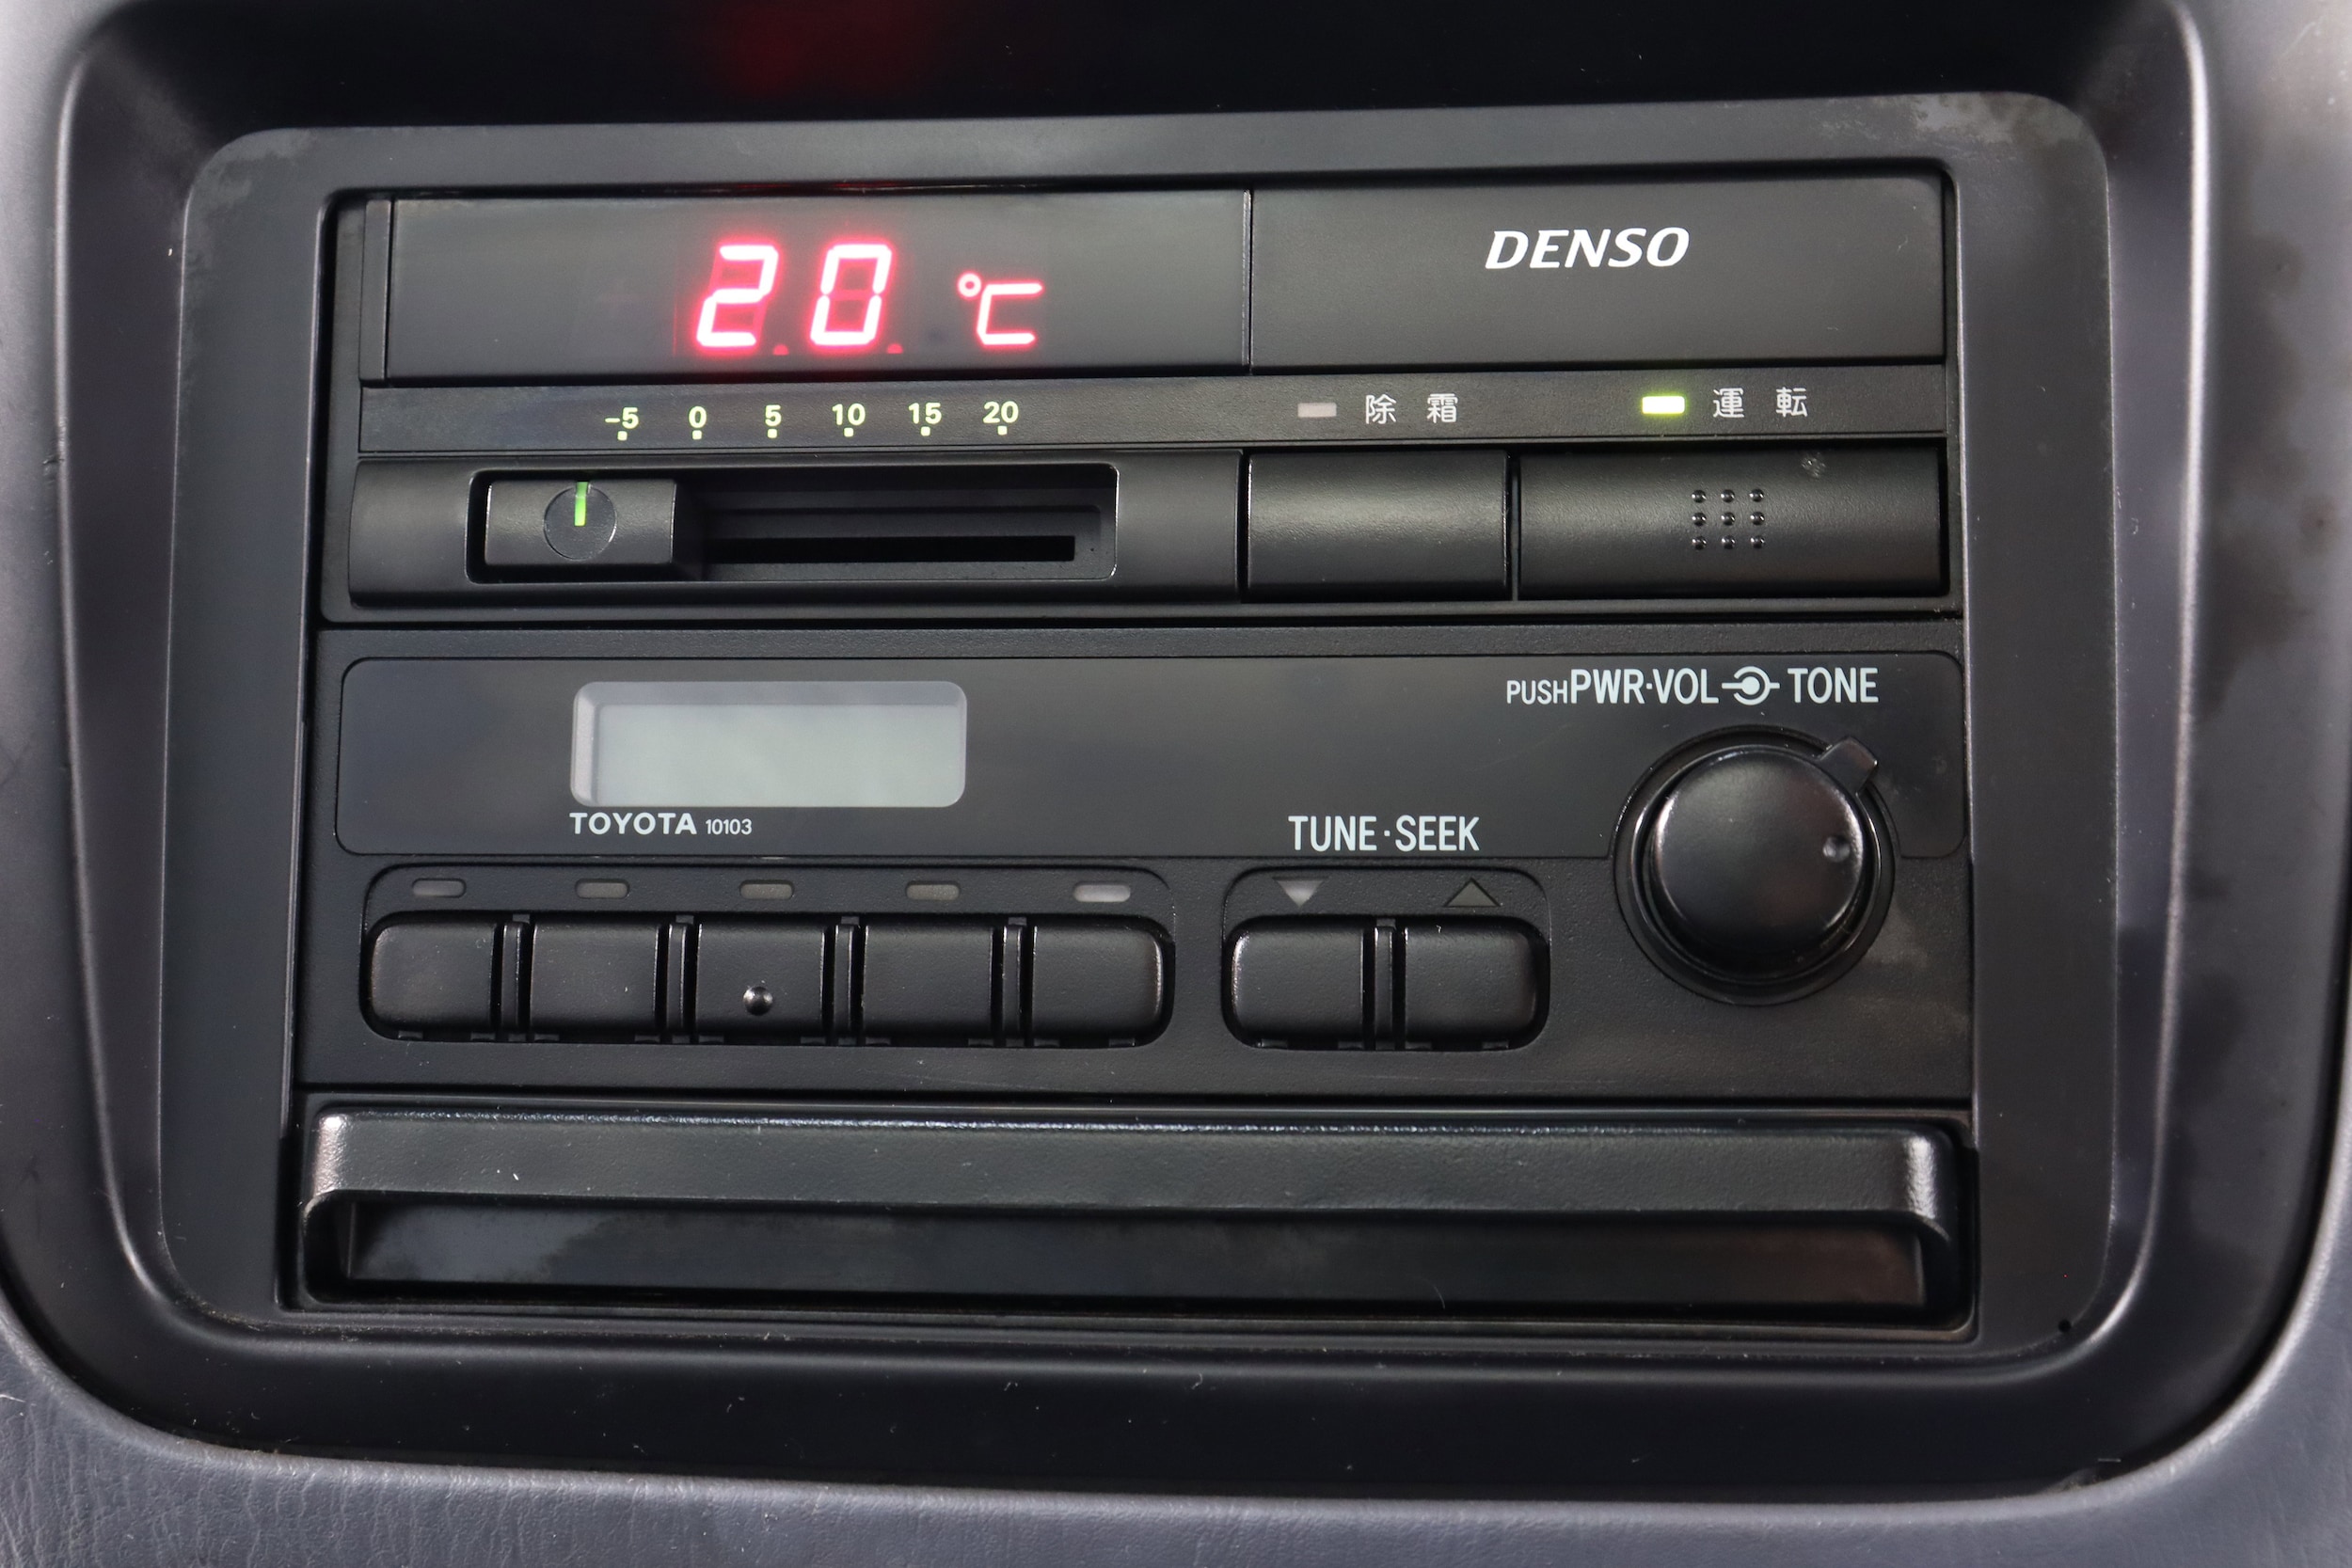 20 ℃
DENSO
-5 0 5 10 15 20
除霜
運転
PUSH PWR·VOL TONE
TOYOTA 10103
TUNE·SEEK